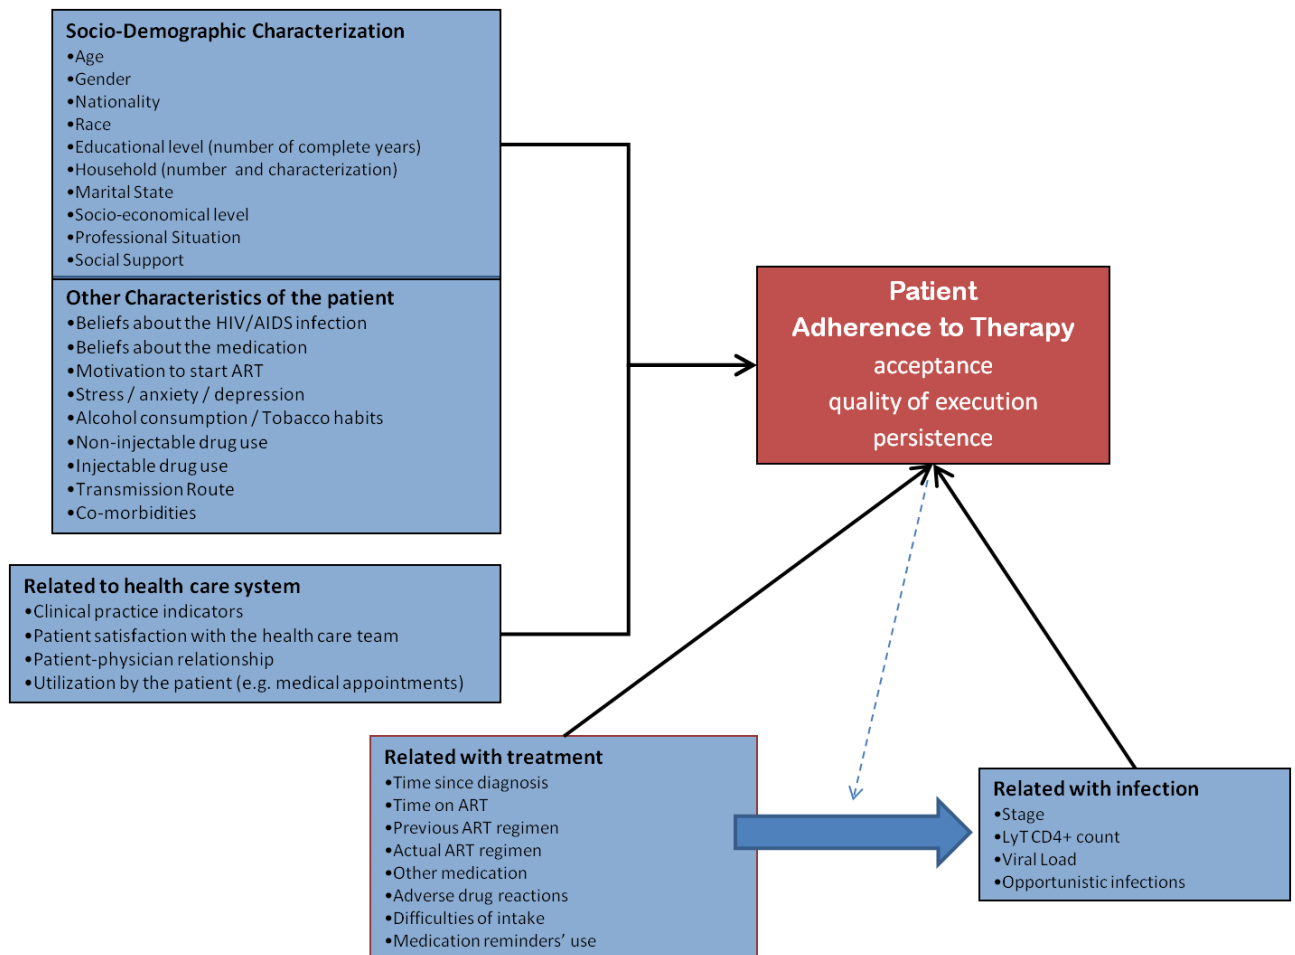 Socio-Demographic Characterization
•Age
•Gender
•Nationality
•Race
•Educational level (number of complete years)
•Household (number and characterization)
•Marital State
•Socio-economical level
•Professional Situation
•Social Support
Other Characteristics of the patient
•Beliefs about the HIV/AIDS infection
•Beliefs about the medication
•Motivation to start ART
•Stress / anxiety / depression
•Alcohol consumption / Tobacco habits
•Non-injectable drug use
•Injectable drug use
•Transmission Route
•Co-morbidities
Related to health care system
•Clinical practice indicators
•Patient satisfaction with the health care team
•Patient-physician relationship
•Utilization by the patient (e.g. medical appointments)
Patient
Adherence to Therapy
acceptance
quality of execution
persistence
Related with treatment
•Time since diagnosis
•Time on ART
•Previous ART regimen
•Actual ART regimen
•Other medication
•Adverse drug reactions
•Difficulties of intake
•Medication reminders’ use
Related with infection
•Stage
•LyT CD4+ count
•Viral Load
•Opportunistic infections